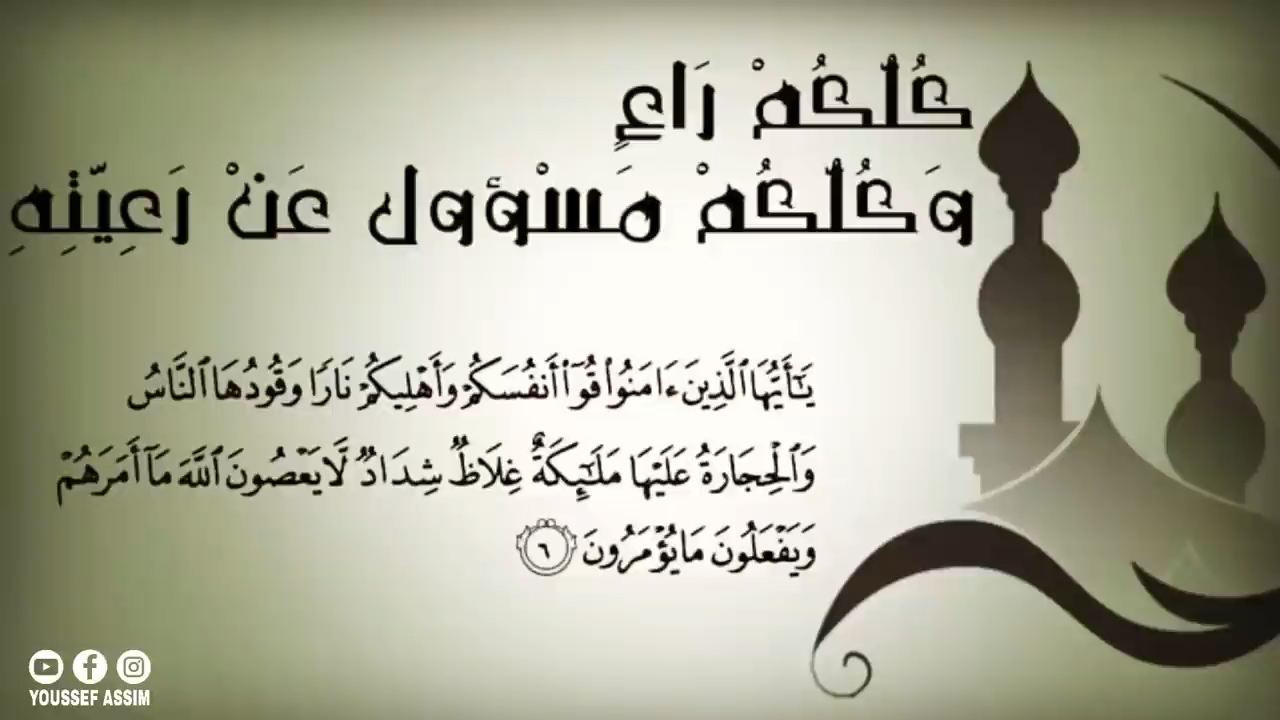 كُلُكُمْ رَاعٍ
وَكُلُكُمْ مَسْؤول عَنْ رَعِيّتِهِ
يَـٰٓأَيُّهَا ٱلَّذِينَ ءَامَنُوا۟ قُوٓا۟ أَنفُسَكُمْ وَأَهْلِيكُمْ نَارًا وَقُودُهَا ٱلنَّاسُ
وَٱلْحِجَارَةُ عَلَيْهَا مَلَـٰٓئِكَةٌ غِلَاظٌ شِدَادٌ لَّا يَعْصُونَ ٱللَّهَ مَآ أَمَرَهُمْ
وَيَفْعَلُونَ مَا يُؤْمَرُونَ ٦
YOUSSEF ASSIM